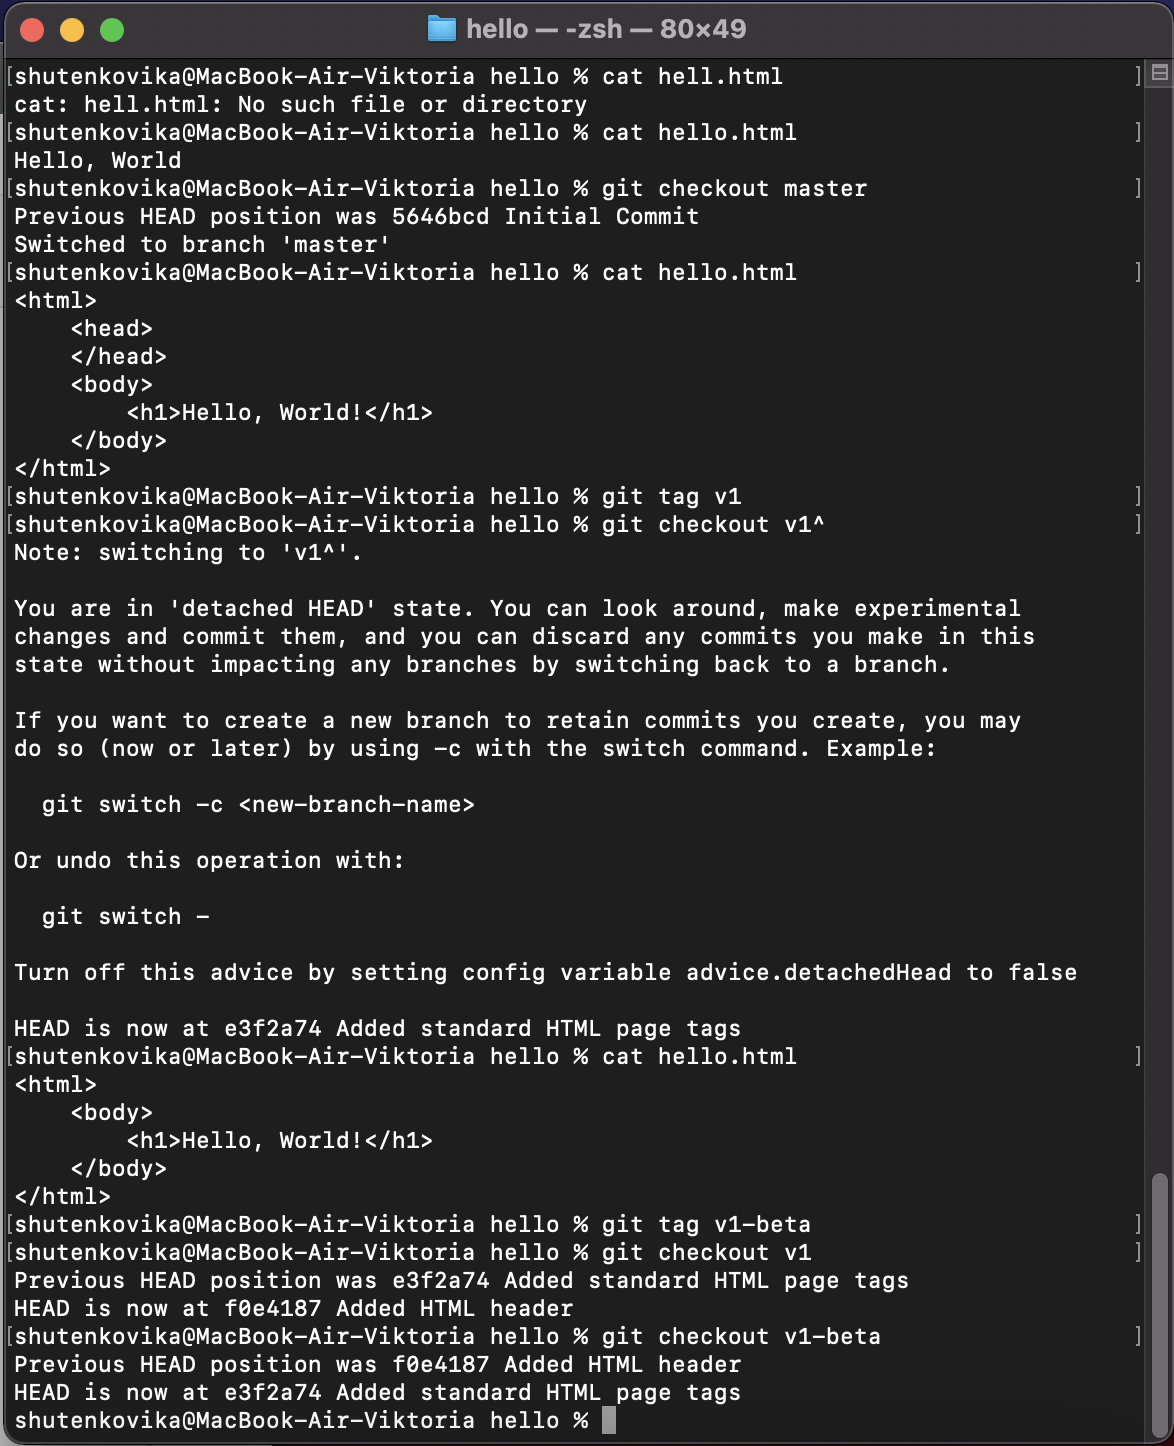 hello — -zsh — 80×49
[shutenkovika@MacBook-Air-Viktoria hello % cat hell.html ]
cat: hell.html: No such file or directory
[shutenkovika@MacBook-Air-Viktoria hello % cat hello.html ]
Hello, World
[shutenkovika@MacBook-Air-Viktoria hello % git checkout master ]
Previous HEAD position was 5646bcd Initial Commit
Switched to branch 'master'
[shutenkovika@MacBook-Air-Viktoria hello % cat hello.html ]
<html>
    <head>
    </head>
    <body>
        <h1>Hello, World!</h1>
    </body>
</html>
[shutenkovika@MacBook-Air-Viktoria hello % git tag v1 ]
[shutenkovika@MacBook-Air-Viktoria hello % git checkout v1^ ]
Note: switching to 'v1^'.

You are in 'detached HEAD' state. You can look around, make experimental
changes and commit them, and you can discard any commits you make in this
state without impacting any branches by switching back to a branch.

If you want to create a new branch to retain commits you create, you may
do so (now or later) by using -c with the switch command. Example:

  git switch -c <new-branch-name>

Or undo this operation with:

  git switch -

Turn off this advice by setting config variable advice.detachedHead to false

HEAD is now at e3f2a74 Added standard HTML page tags
[shutenkovika@MacBook-Air-Viktoria hello % cat hello.html ]
<html>
    <body>
        <h1>Hello, World!</h1>
    </body>
</html>
[shutenkovika@MacBook-Air-Viktoria hello % git tag v1-beta ]
[shutenkovika@MacBook-Air-Viktoria hello % git checkout v1 ]
Previous HEAD position was e3f2a74 Added standard HTML page tags
HEAD is now at f0e4187 Added HTML header
[shutenkovika@MacBook-Air-Viktoria hello % git checkout v1-beta ]
Previous HEAD position was f0e4187 Added HTML header
HEAD is now at e3f2a74 Added standard HTML page tags
shutenkovika@MacBook-Air-Viktoria hello %